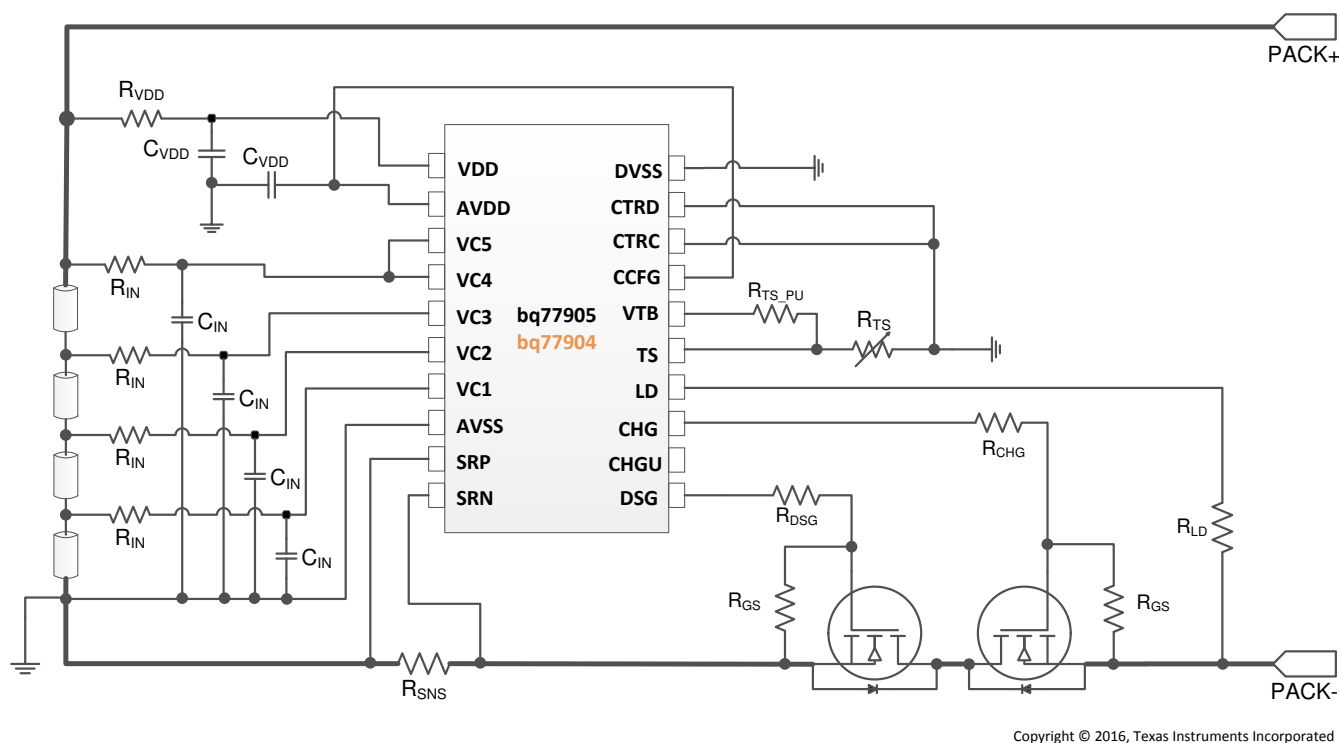 PACK+
RVDD
CVDD
CVDD
VDD
AVDD
VC5
VC4
VC3
VC2
VC1
AVSS
SRP
SRN
bq77905
bq77904
DVSS
CTRD
CTRC
CCFG
VTB
TS
LD
CHG
CHGU
DSG
RIN
CIN
RIN
CIN
RIN
CIN
RIN
CIN
RTS_PU
RTS
RCHG
RDSG
RLD
RGS
RGS
RSNS
PACK-
Copyright © 2016, Texas Instruments Incorporated